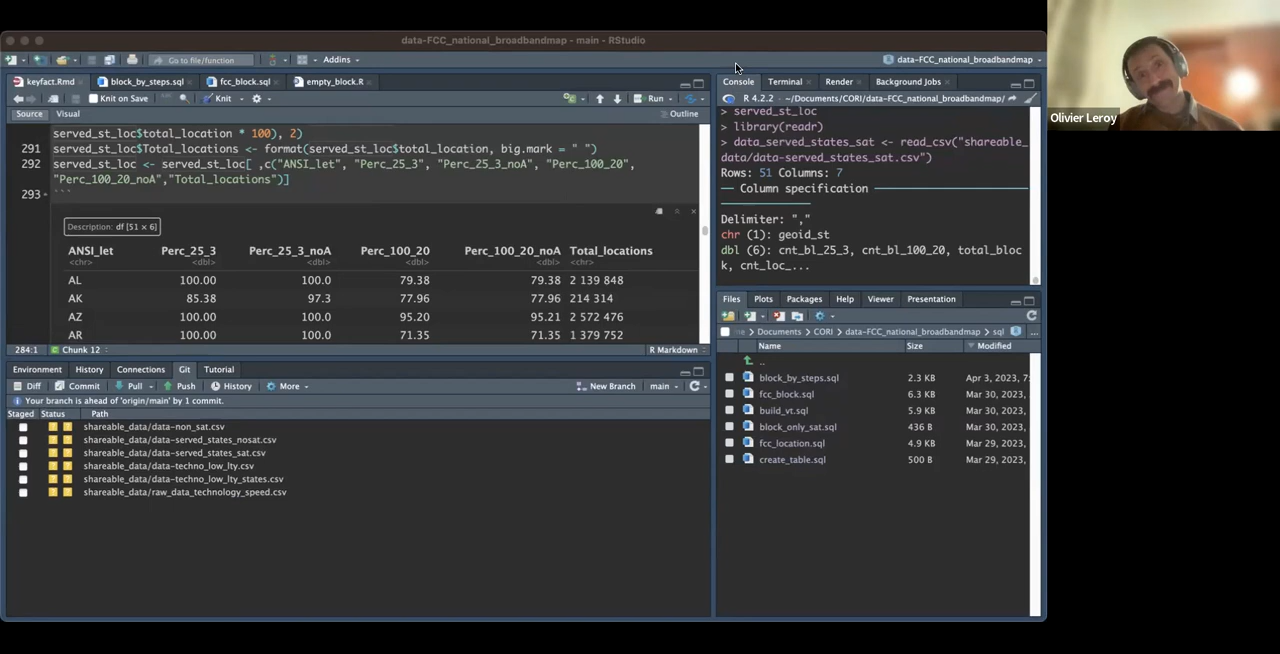 data-FCC_national_broadbandmap - main - RStudio
Go to file/function
Addins
data-FCC_national_broadbandmap
keyfact.Rmd
block_by_steps.sql
fcc_block.sql
empty_block.R
Knit on Save
Knit
Run
Source
Visual
Outline
served_st_loc$total_location * 100), 2)
291 served_st_loc$Total_locations <- format(served_st_loc$total_location, big.mark = " ")
292 served_st_loc <- served_st_loc[ ,c("ANSI_let", "Perc_25_3", "Perc_25_3_noA", "Perc_100_20",
"Perc_100_20_noA","Total_locations")]
293 ```
Description: df [51 × 6]
ANSI_let Perc_25_3 Perc_25_3_noA Perc_100_20 Perc_100_20_noA Total_locations
<chr> <dbl> <dbl> <dbl> <dbl> <chr>
AL 100.00 100.0 79.38 79.38 2 139 848
AK 85.38 97.3 77.96 77.96 214 314
AZ 100.00 100.0 95.20 95.21 2 572 476
AR 100.00 100.0 71.35 71.35 1 379 752
284:1 Chunk 12 R Markdown
Environment History Connections Git Tutorial
Diff Commit Pull Push History More New Branch main
Your branch is ahead of 'origin/main' by 1 commit.
Staged Status Path
? ? shareable_data/data-non_sat.csv
? ? shareable_data/data-served_states_nosat.csv
? ? shareable_data/data-served_states_sat.csv
? ? shareable_data/data-techno_low_lty.csv
? ? shareable_data/data-techno_low_lty_states.csv
? ? shareable_data/raw_data_technology_speed.csv
Console Terminal Render Background Jobs
R 4.2.2 · ~/Documents/CORI/data-FCC_national_broadbandmap/
> served_st_loc
> library(readr)
> data_served_states_sat <- read_csv("shareable_
data/data-served_states_sat.csv")
Rows: 51 Columns: 7
── Column specification ──
Delimiter: ","
chr (1): geoid_st
dbl (6): cnt_bl_25_3, cnt_bl_100_20, total_bloc
k, cnt_loc_...
Files Plots Packages Help Viewer Presentation
Documents > CORI > data-FCC_national_broadbandmap > sql
Name Size Modified
..
block_by_steps.sql 2.3 KB Apr 3, 2023, 7:
fcc_block.sql 6.3 KB Mar 30, 2023,
build_vt.sql 5.9 KB Mar 30, 2023,
block_only_sat.sql 436 B Mar 30, 2023,
fcc_location.sql 4.9 KB Mar 29, 2023,
create_table.sql 500 B Mar 29, 2023,
Olivier Leroy